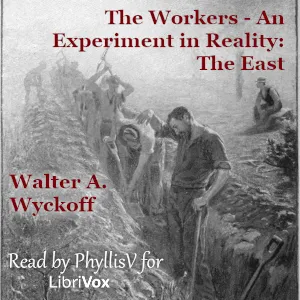 The Workers - An
Experiment in Reality:
The East
Walter A.
Wyckoff
Read by PhyllisV for
LibriVox